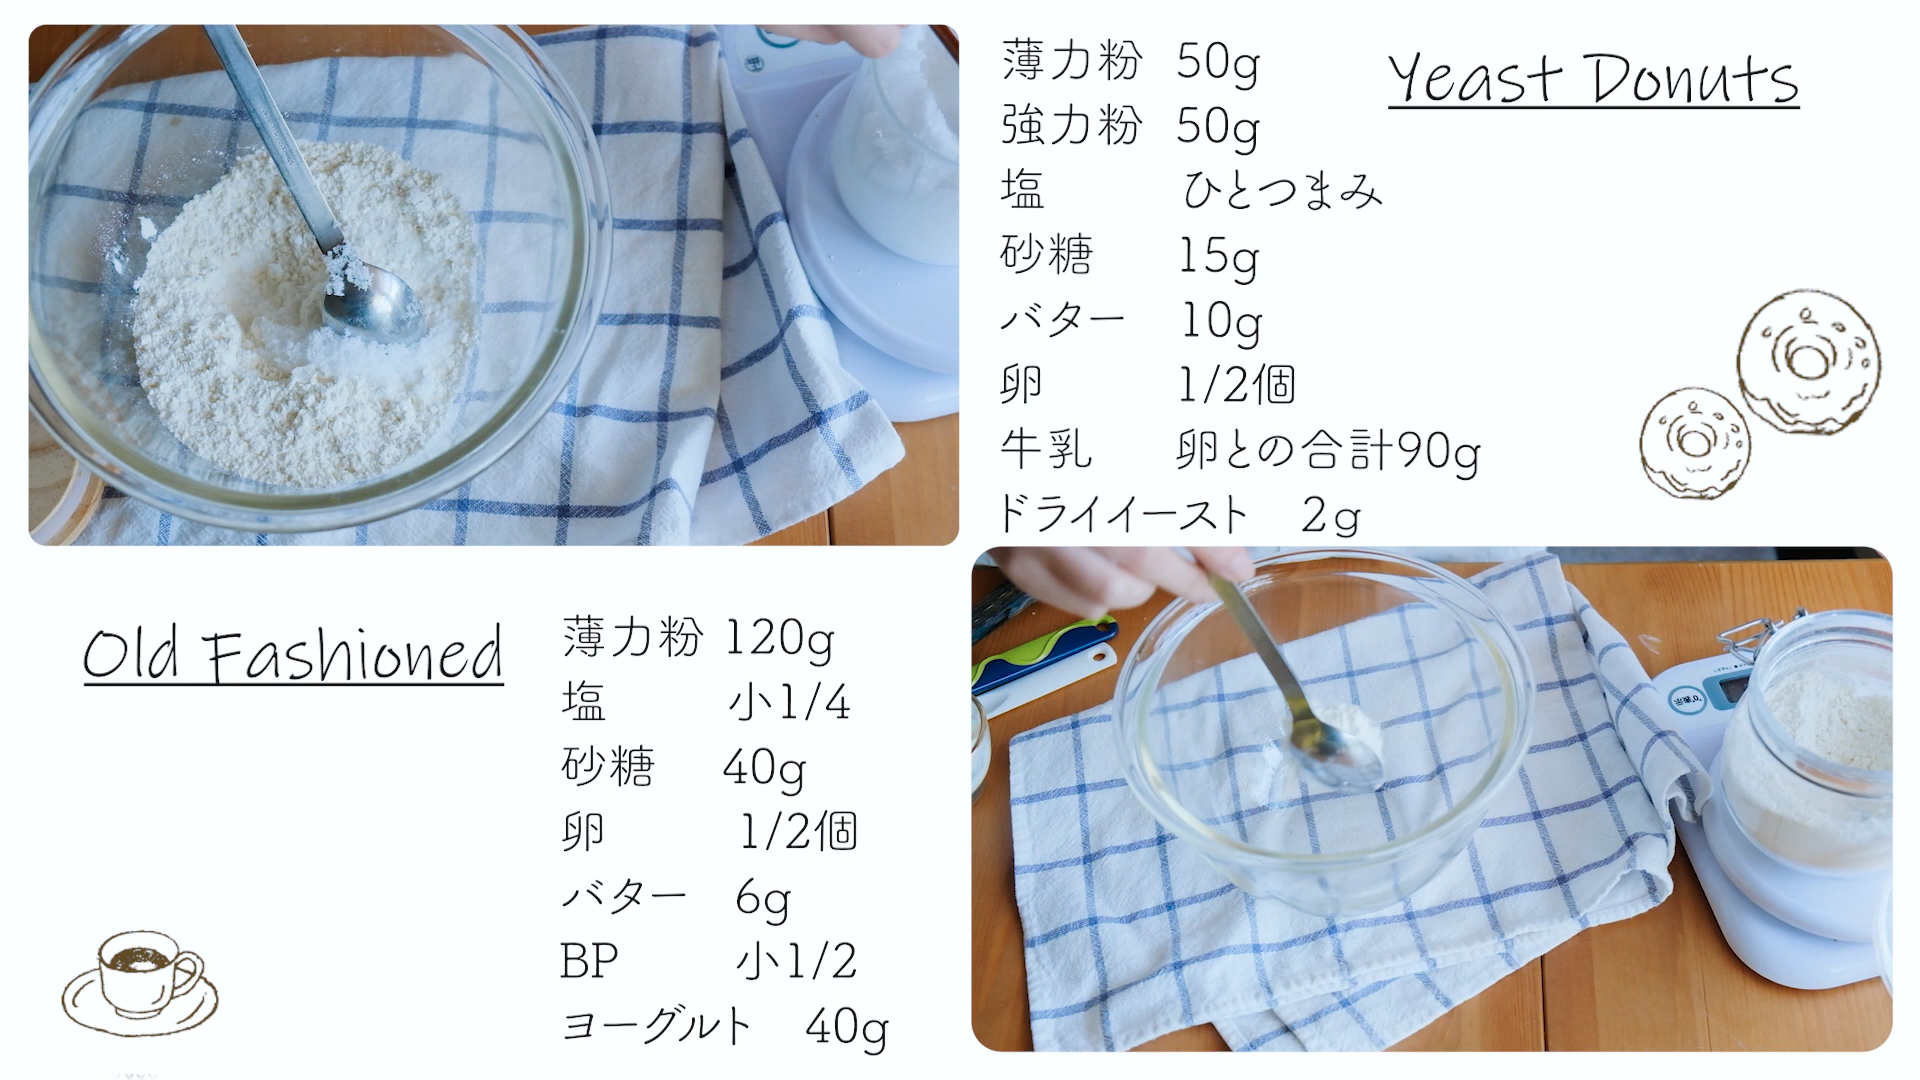 Yeast Donuts
薄力粉 50g
強力粉 50g
塩 ひとつまみ
砂糖 15g
バター 10g
卵 1/2個
牛乳 卵との合計90g
ドライイースト 2g
Old Fashioned
薄力粉 120g
塩 小1/4
砂糖 40g
卵 1/2個
バター 6g
BP 小1/2
ヨーグルト 40g